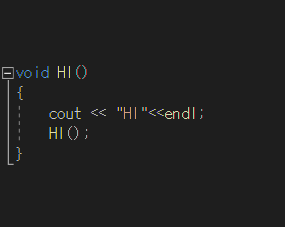 void HI()
{
cout << "HI"<<endl;
HI();
}